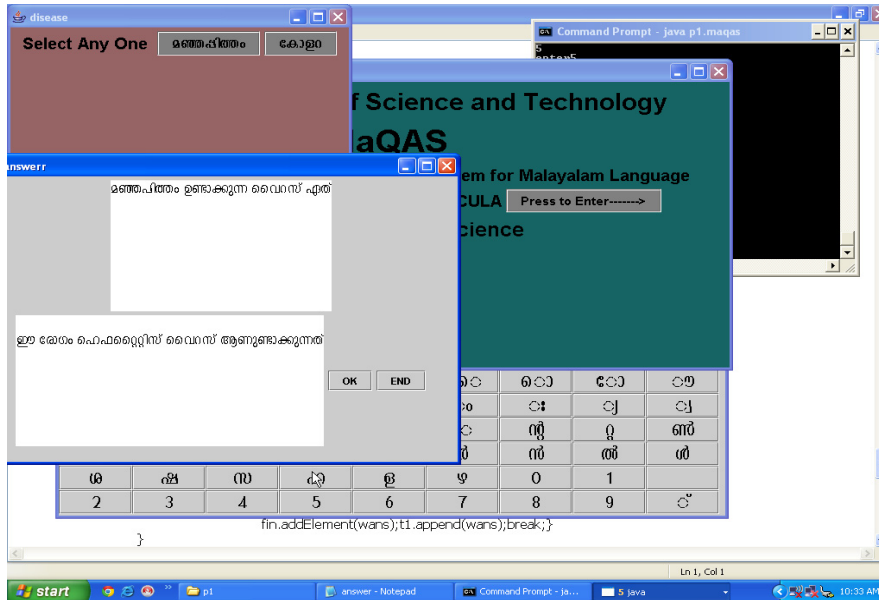 disease
Select Any One മഞ്ഞപ്പിത്തം കോളറ
Command Prompt - java p1.maqas
5
enter5
f Science and Technology
aQAS
em for Malayalam Language
CULA Press to Enter------->
cience
answerr
മഞ്ഞപിത്തം ഉണ്ടാക്കുന്ന വൈറസ് ഏത്
ഈ രോഗം ഹെഫറ്റൈറ്റിസ് വൈറസ് ആണുണ്ടാക്കുന്നത്
OK END
െ ൊ ോ ൗ
ം ഃ ്യ ്വ
ന്റ റ്റ ൺ
ൻ ൽ ൾ
ശ ഷ സ ഹ ള ഴ 0 1
2 3 4 5 6 7 8 9 ്
fin.addElement(wans);t1.append(wans);break;}
}
Ln 1, Col 1
start p1 answer - Notepad Command Prompt - ja... 5 java 10:33 AM